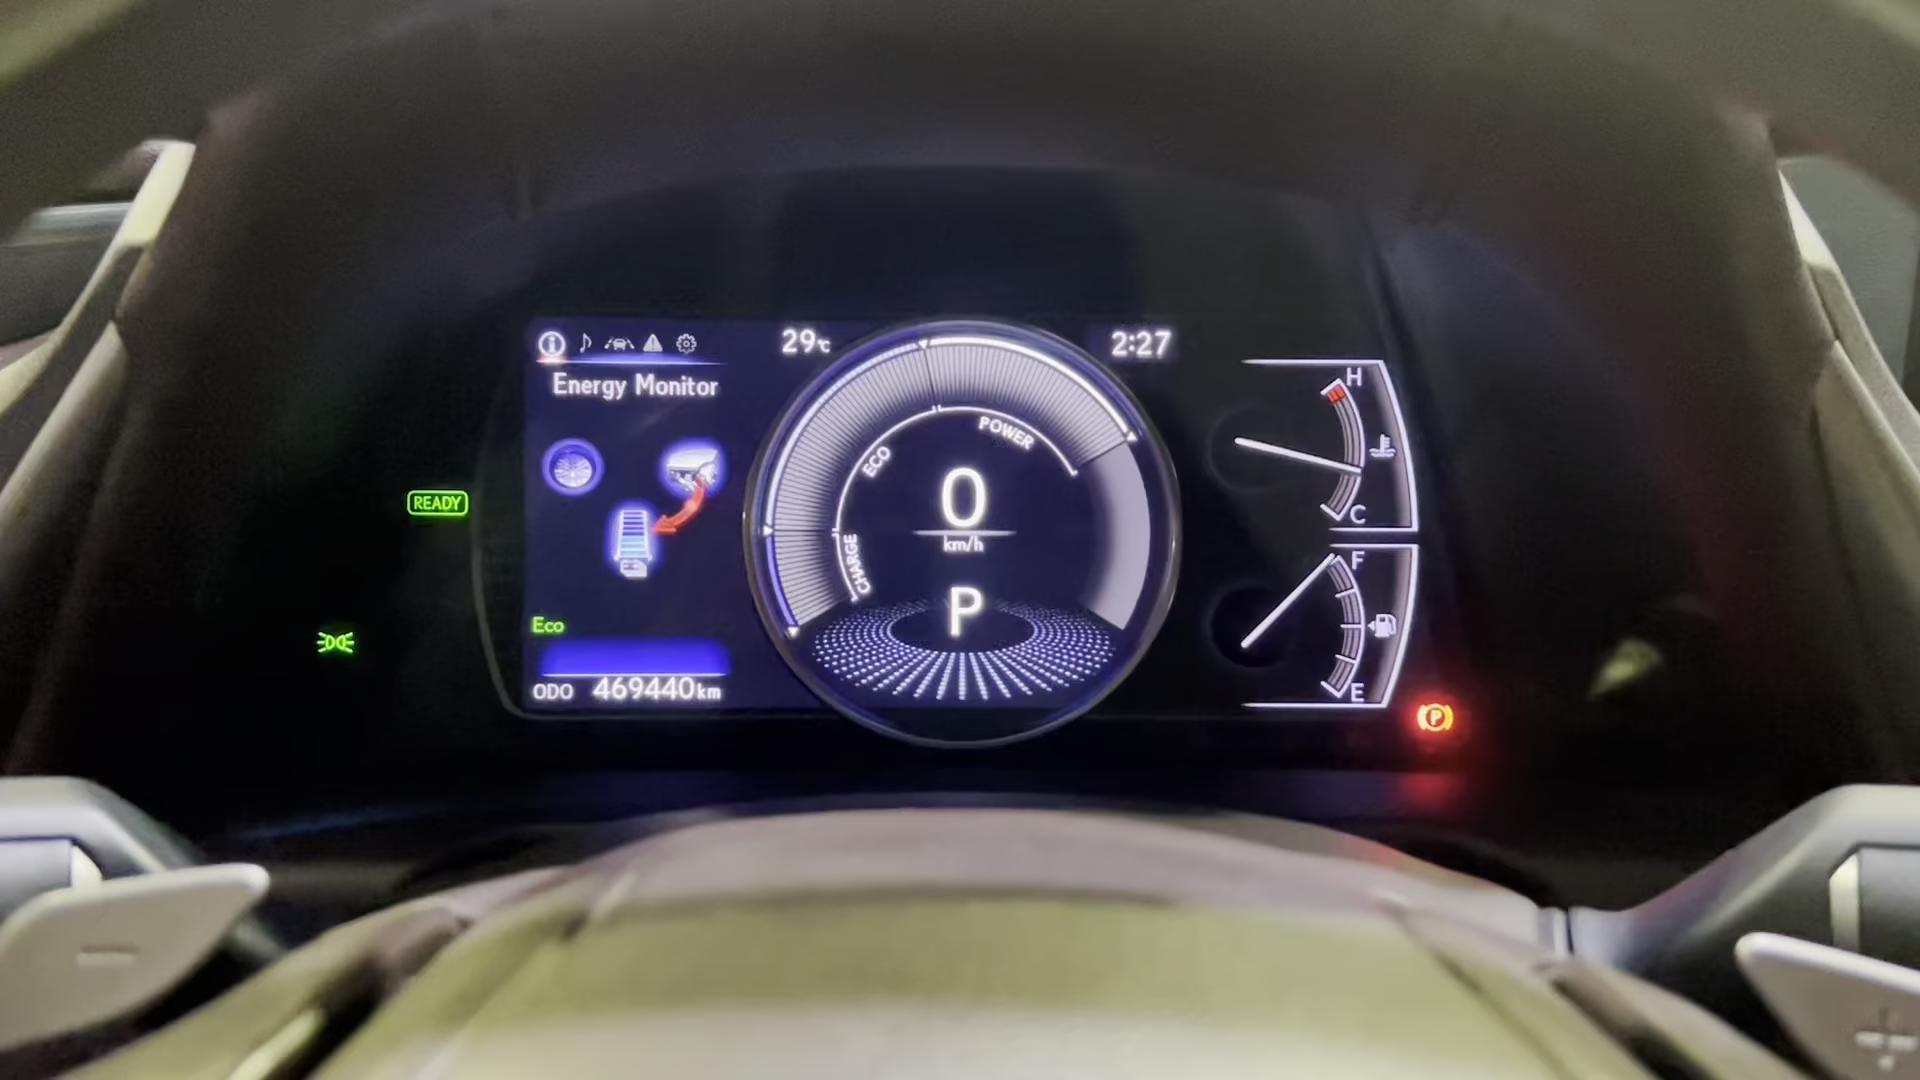 29℃
2:27
Energy Monitor
H
POWER
ECO
0
READY
C
km/h
CHARGE
F
P
Eco
ODO 469440km
E
P